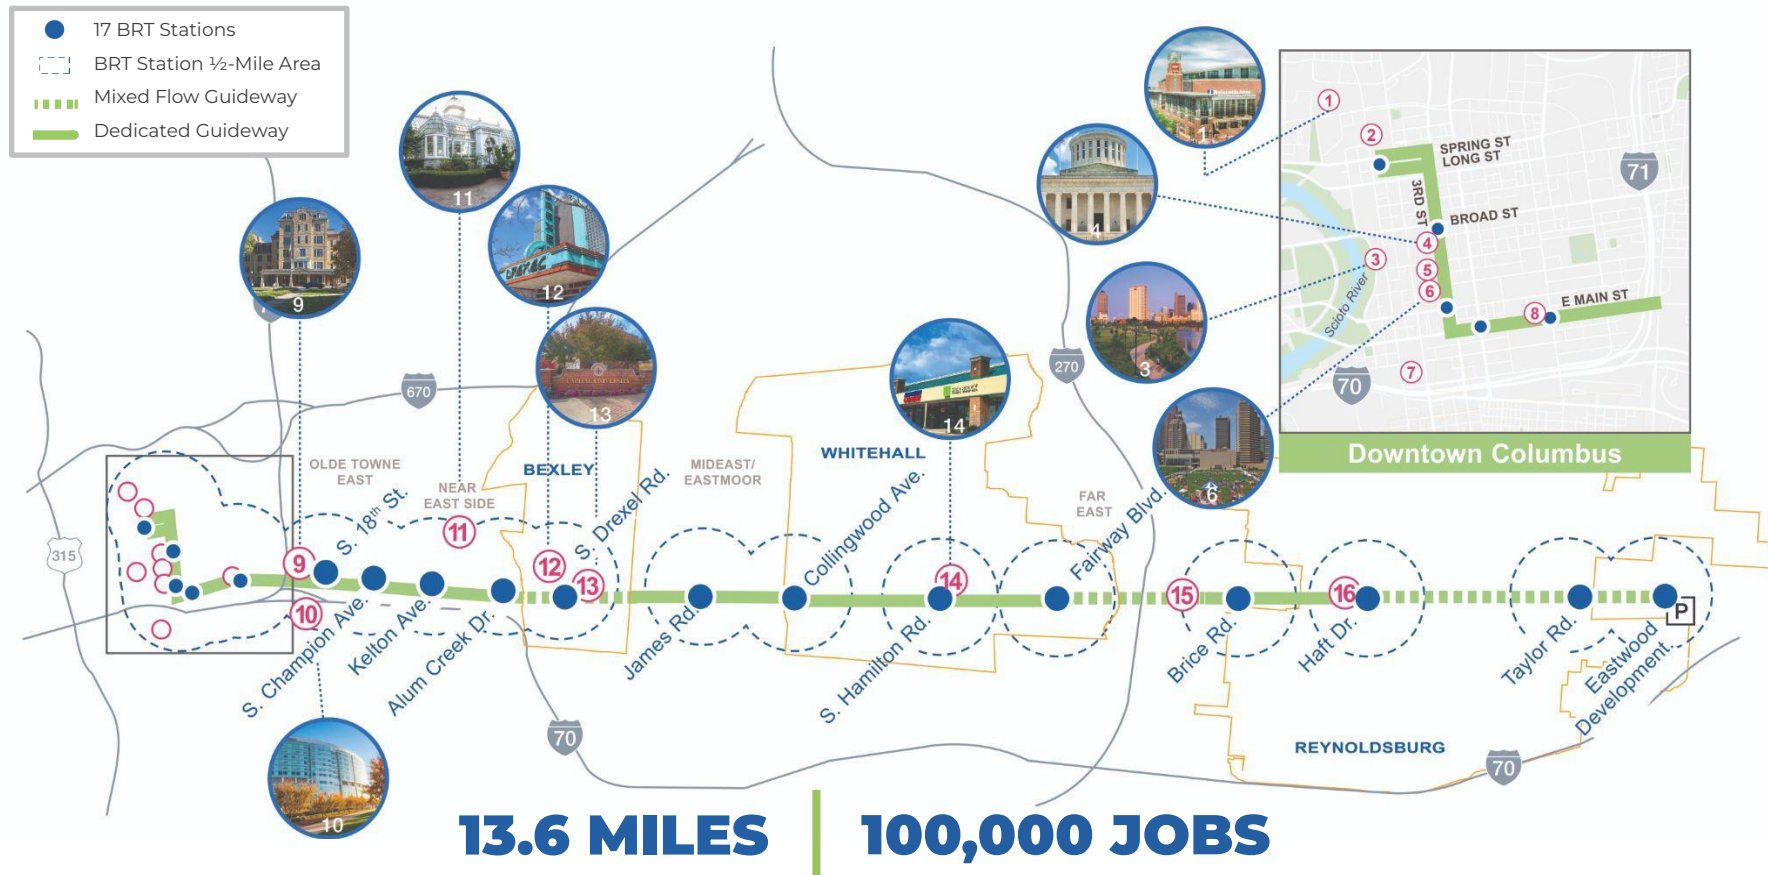 17 BRT Stations
BRT Station ½-Mile Area
Mixed Flow Guideway
Dedicated Guideway
9
11
12
13
10
14
1
4
3
6
1
2
SPRING ST
LONG ST
71
3RD ST
BROAD ST
4
3
5
6
Scioto River
8
E MAIN ST
7
70
Downtown Columbus
670
270
315
70
70
OLDE TOWNE
EAST
NEAR
EAST SIDE
BEXLEY
MIDEAST/
EASTMOOR
WHITEHALL
FAR
EAST
REYNOLDSBURG
9
10
11
12
13
14
15
16
S. 18th St.
S. Champion Ave.
Kelton Ave.
Alum Creek Dr.
S. Drexel Rd.
James Rd.
Collingwood Ave.
S. Hamilton Rd.
Fairway Blvd.
Brice Rd.
Haft Dr.
Taylor Rd.
Eastwood
Development
P
13.6 MILES
100,000 JOBS